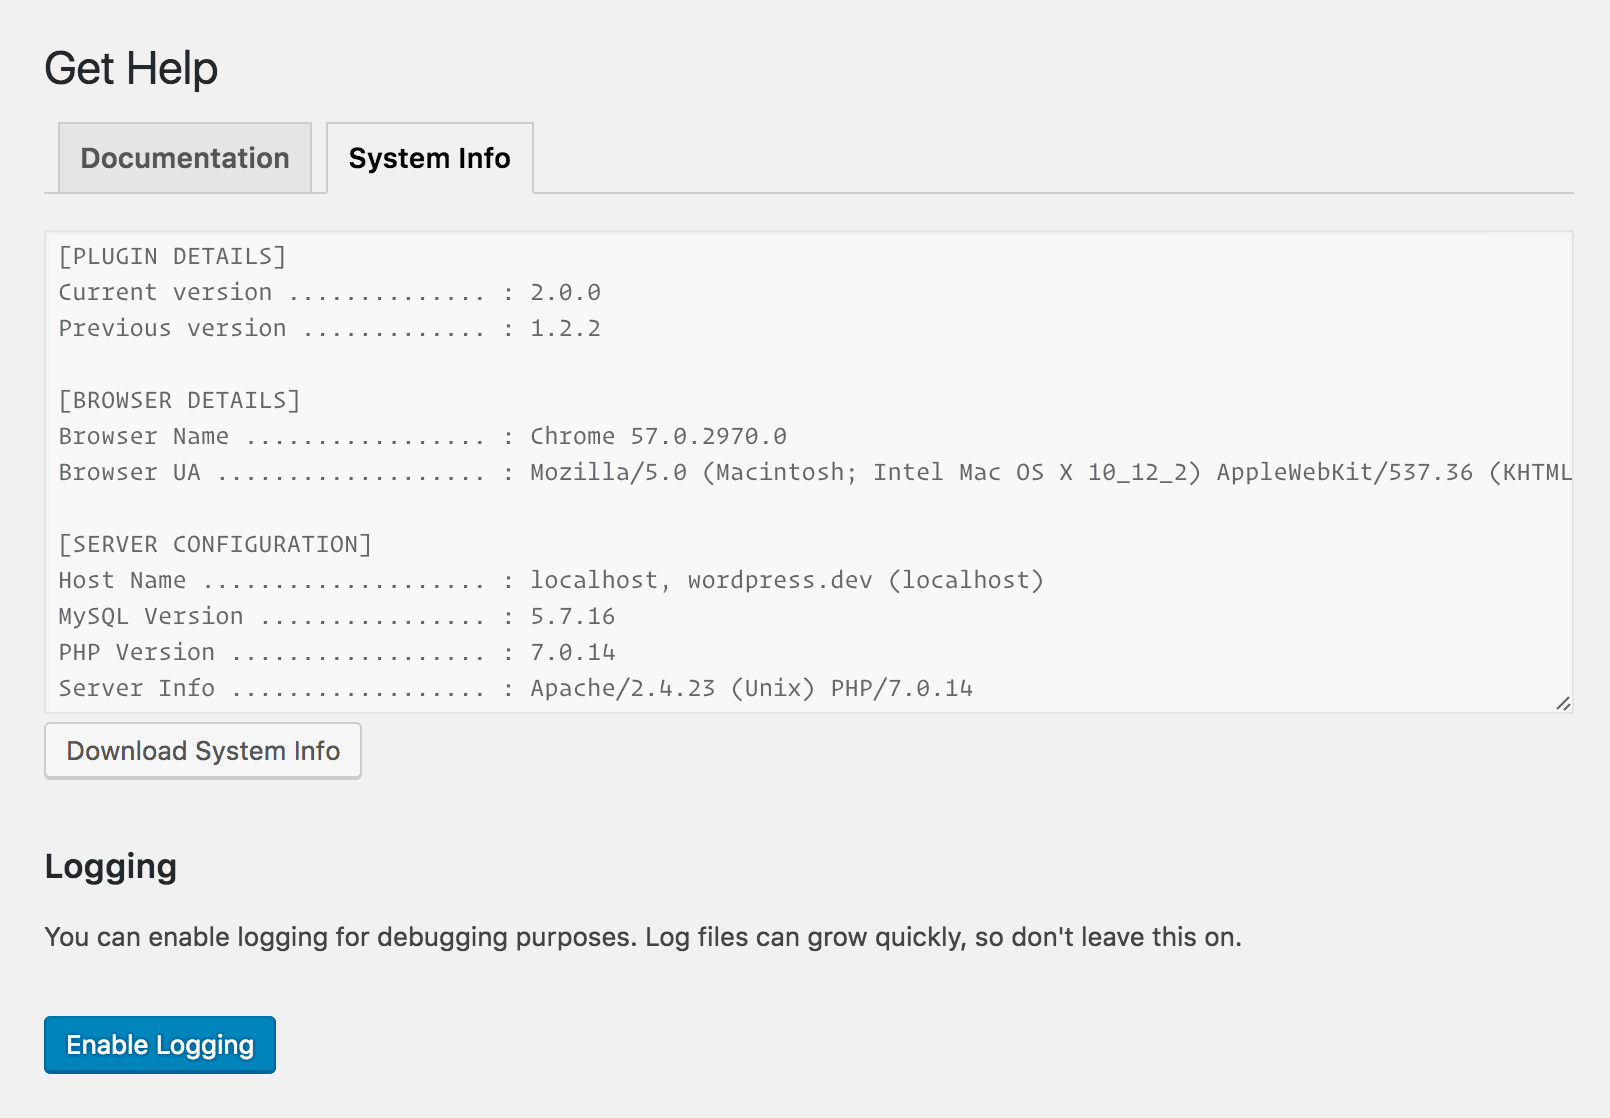 Get Help
Documentation System Info
[PLUGIN DETAILS]
Current version .............. : 2.0.0
Previous version ............. : 1.2.2
[BROWSER DETAILS]
Browser Name ................. : Chrome 57.0.2970.0
Browser UA ................... : Mozilla/5.0 (Macintosh; Intel Mac OS X 10_12_2) AppleWebKit/537.36 (KHTML
[SERVER CONFIGURATION]
Host Name .................... : localhost, wordpress.dev (localhost)
MySQL Version ................ : 5.7.16
PHP Version .................. : 7.0.14
Server Info .................. : Apache/2.4.23 (Unix) PHP/7.0.14
Download System Info
Logging
You can enable logging for debugging purposes. Log files can grow quickly, so don't leave this on.
Enable Logging